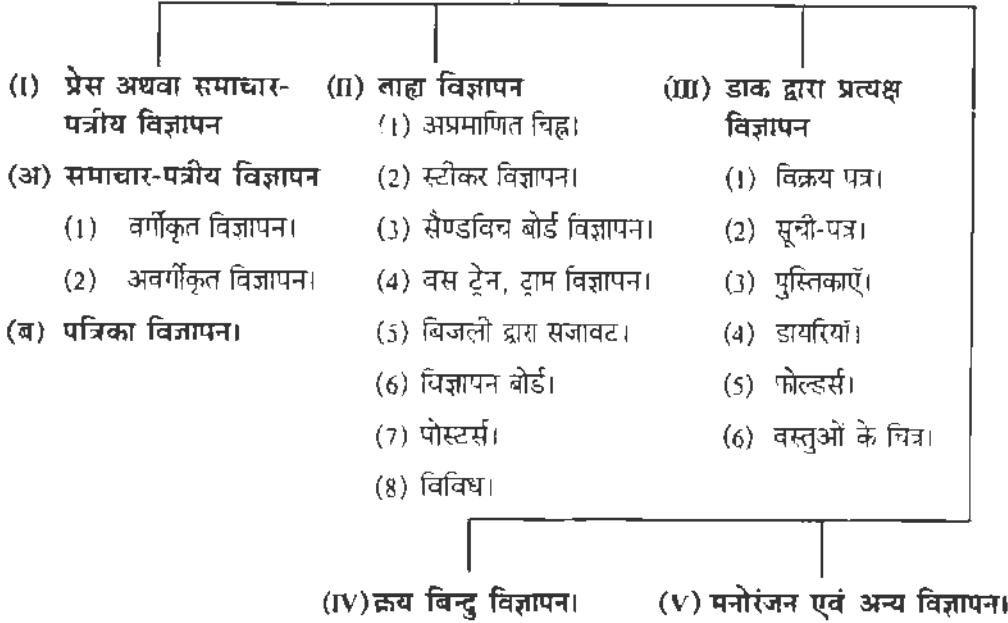 (I) प्रेस अथवा समाचार-
पत्रीय विज्ञापन
(अ) समाचार-पत्रीय विज्ञापन
(1) वर्गीकृत विज्ञापन।
(2) अवर्गीकृत विज्ञापन।
(ब) पत्रिका विज्ञापन।
(II) बाह्य विज्ञापन
(1) अप्रमाणित चिह्न।
(2) स्टीकर विज्ञापन।
(3) सैण्डविच बोर्ड विज्ञापन।
(4) बस ट्रेन, ट्राम विज्ञापन।
(5) बिजली द्वारा सजावट।
(6) विज्ञापन बोर्ड।
(7) पोस्टर्स।
(8) विविध।
(III) डाक द्वारा प्रत्यक्ष
विज्ञापन
(1) विक्रय पत्र।
(2) सूची-पत्र।
(3) पुस्तिकाएँ।
(4) डायरियाँ।
(5) फोल्डर्स।
(6) वस्तुओं के चित्र।
(IV) क्रय बिन्दु विज्ञापन।
(V) मनोरंजन एवं अन्य विज्ञापन।